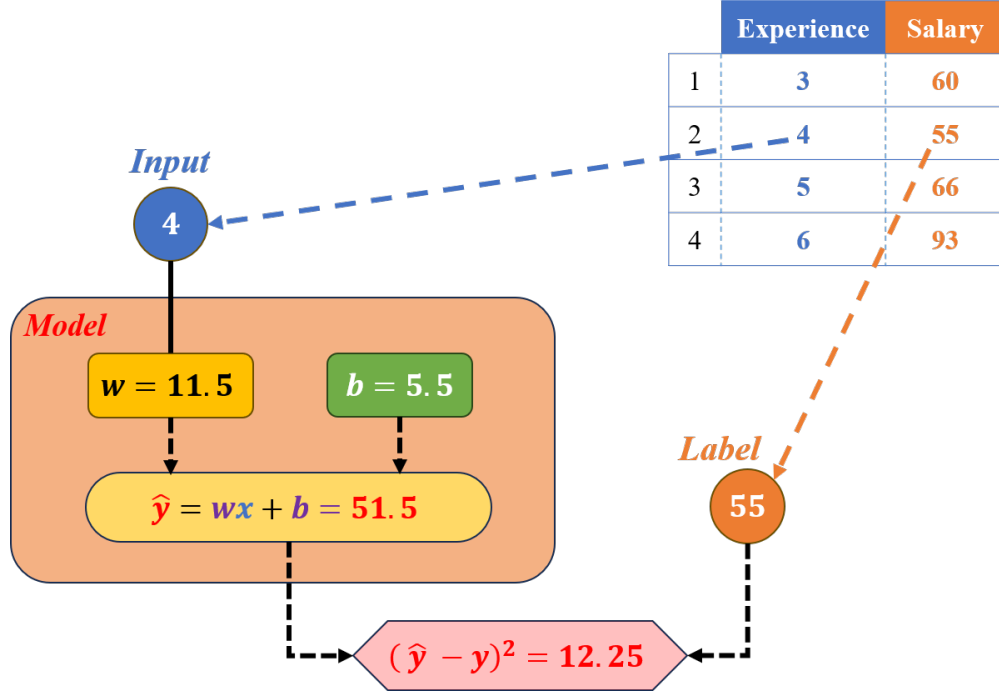 Experience Salary
1 3 60
2 4 55
3 5 66
4 6 93
Input
4
Model
w = 11.5
b = 5.5
ŷ = wx + b = 51.5
Label
55
( ŷ − y)² = 12.25